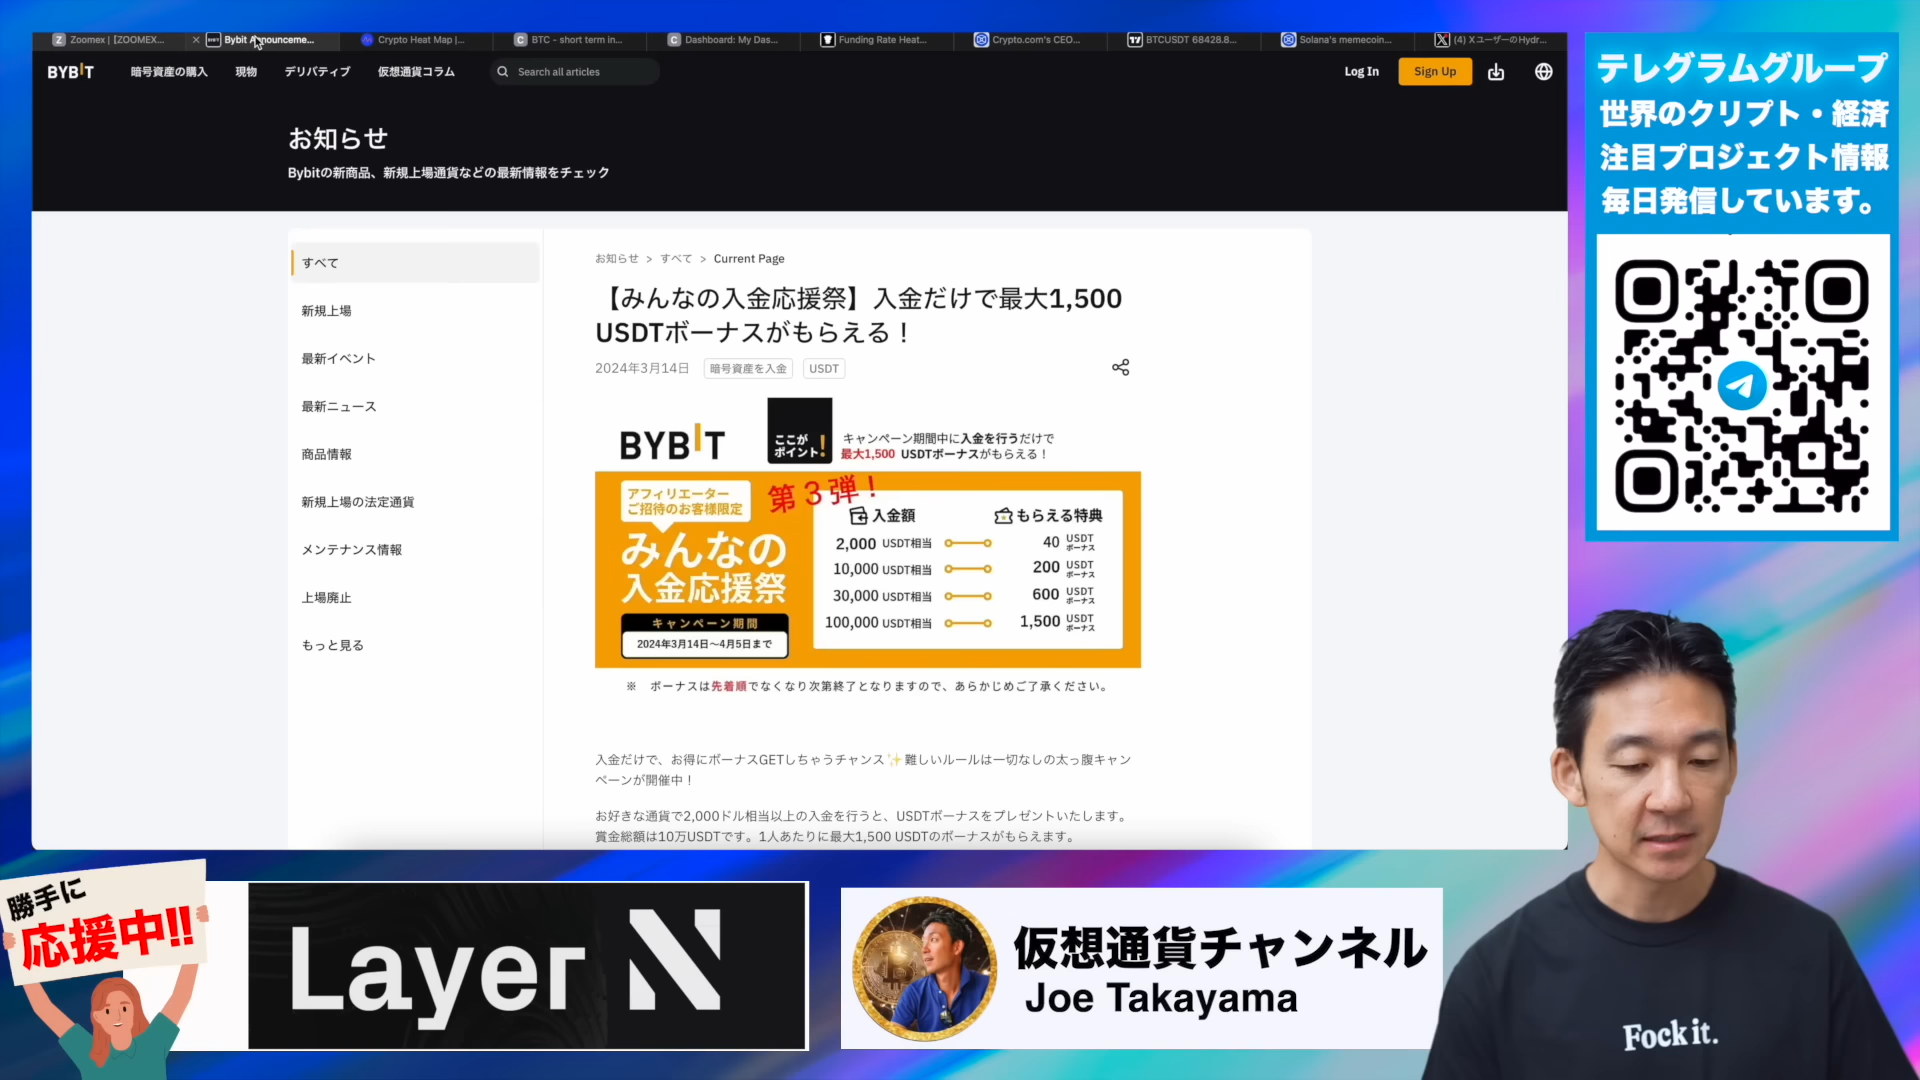 Zoomex | [ZOOMEX...
Bybit Announceme...
Crypto Heat Map |...
BTC - short term in...
Dashboard: My Das...
Funding Rate Heat...
Crypto.com's CEO...
BTCUSDT 68428.8...
Solana's memecoin...
(4) XユーザーのHydr...
BYBIT
暗号資産の購入
現物
デリバティブ
仮想通貨コラム
Search all articles
Log In
Sign Up
お知らせ
Bybitの新商品、新規上場通貨などの最新情報をチェック
すべて
新規上場
最新イベント
最新ニュース
商品情報
新規上場の法定通貨
メンテナンス情報
上場廃止
もっと見る
お知らせ > すべて > Current Page
【みんなの入金応援祭】入金だけで最大1,500
USDTボーナスがもらえる！
2024年3月14日 暗号資産を入金 USDT
BYBIT
ここが
ポイント!
キャンペーン期間中に入金を行うだけで
最大1,500 USDTボーナスがもらえる！
アフィリエーター
ご招待のお客様限定
第３弾！
みんなの
入金応援祭
キャンペーン期間
2024年3月14日〜4月5日まで
入金額 もらえる特典
2,000 USDT相当 40 USDTボーナス
10,000 USDT相当 200 USDTボーナス
30,000 USDT相当 600 USDTボーナス
100,000 USDT相当 1,500 USDTボーナス
※ ボーナスは先着順でなくなり次第終了となりますので、あらかじめご了承ください。
入金だけで、お得にボーナスGETしちゃうチャンス✨難しいルールは一切なしの太っ腹キャン
ペーンが開催中！
お好きな通貨で2,000ドル相当以上の入金を行うと、USDTボーナスをプレゼントいたします。
賞金総額は10万USDTです。1人あたりに最大1,500 USDTのボーナスがもらえます。
テレグラムグループ
世界のクリプト・経済
注目プロジェクト情報
毎日発信しています。
勝手に
応援中!!
Layer N
仮想通貨チャンネル
Joe Takayama
Fock it.